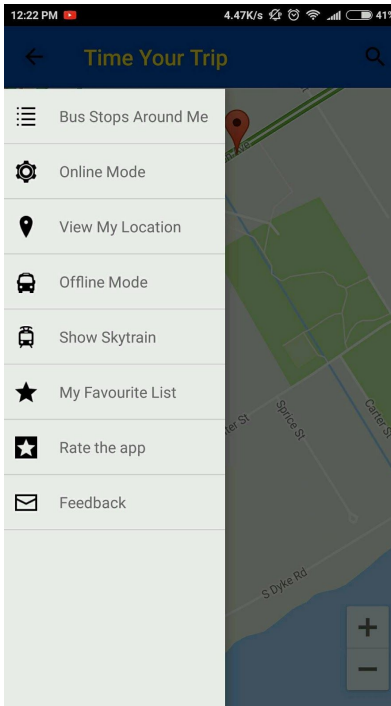 12:22 PM 4.47K/s 41%
Time Your Trip
Bus Stops Around Me
Online Mode
View My Location
Offline Mode
Show Skytrain
My Favourite List
Rate the app
Feedback
Spruce St
Carter St
S Dyke Rd
+
−